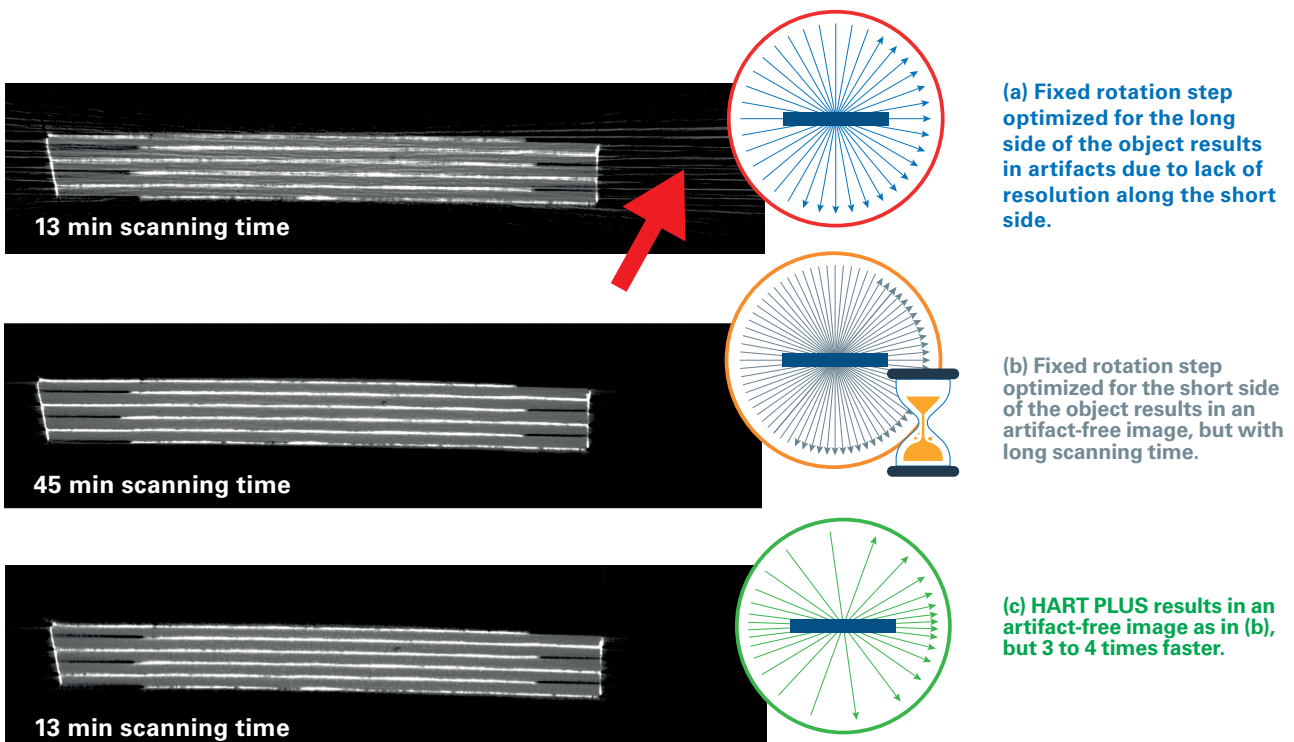 (a) Fixed rotation step
optimized for the long
side of the object results
in artifacts due to lack of
resolution along the short
side.
13 min scanning time
(b) Fixed rotation step
optimized for the short side
of the object results in an
artifact-free image, but with
long scanning time.
45 min scanning time
(c) HART PLUS results in an
artifact-free image as in (b),
but 3 to 4 times faster.
13 min scanning time